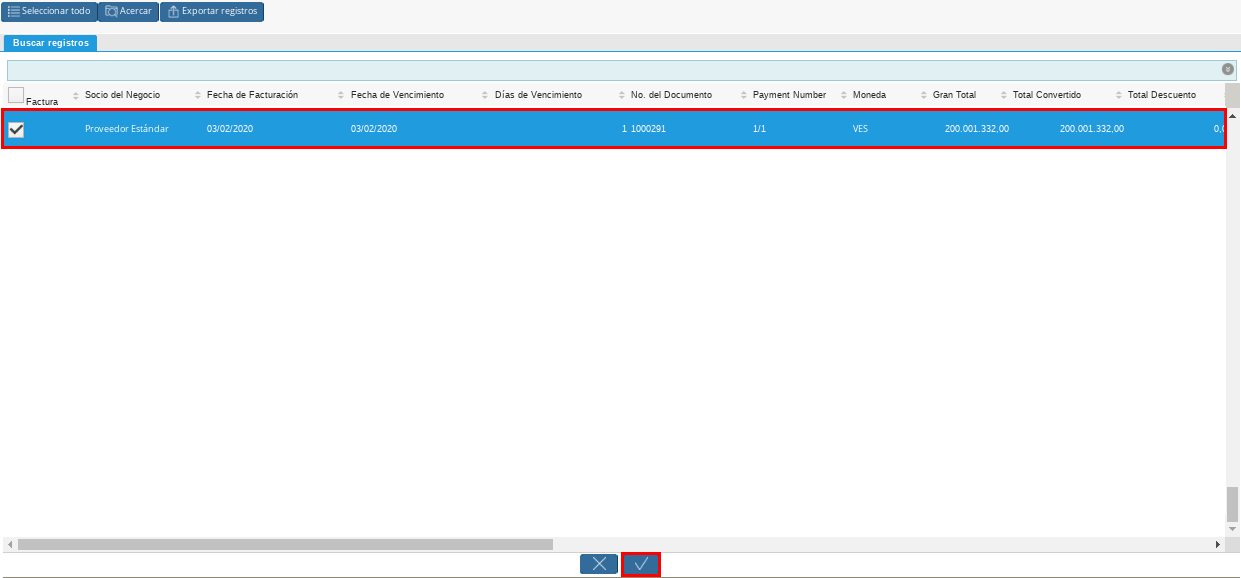 Seleccionar todo Acercar Exportar registros
Buscar registros
Factura Socio del Negocio Fecha de Facturación Fecha de Vencimiento Días de Vencimiento No. del Documento Payment Number Moneda Gran Total Total Convertido Total Descuento
Proveedor Estándar 03/02/2020 03/02/2020 1 1000291 1/1 VES 200.001.332,00 200.001.332,00 0,